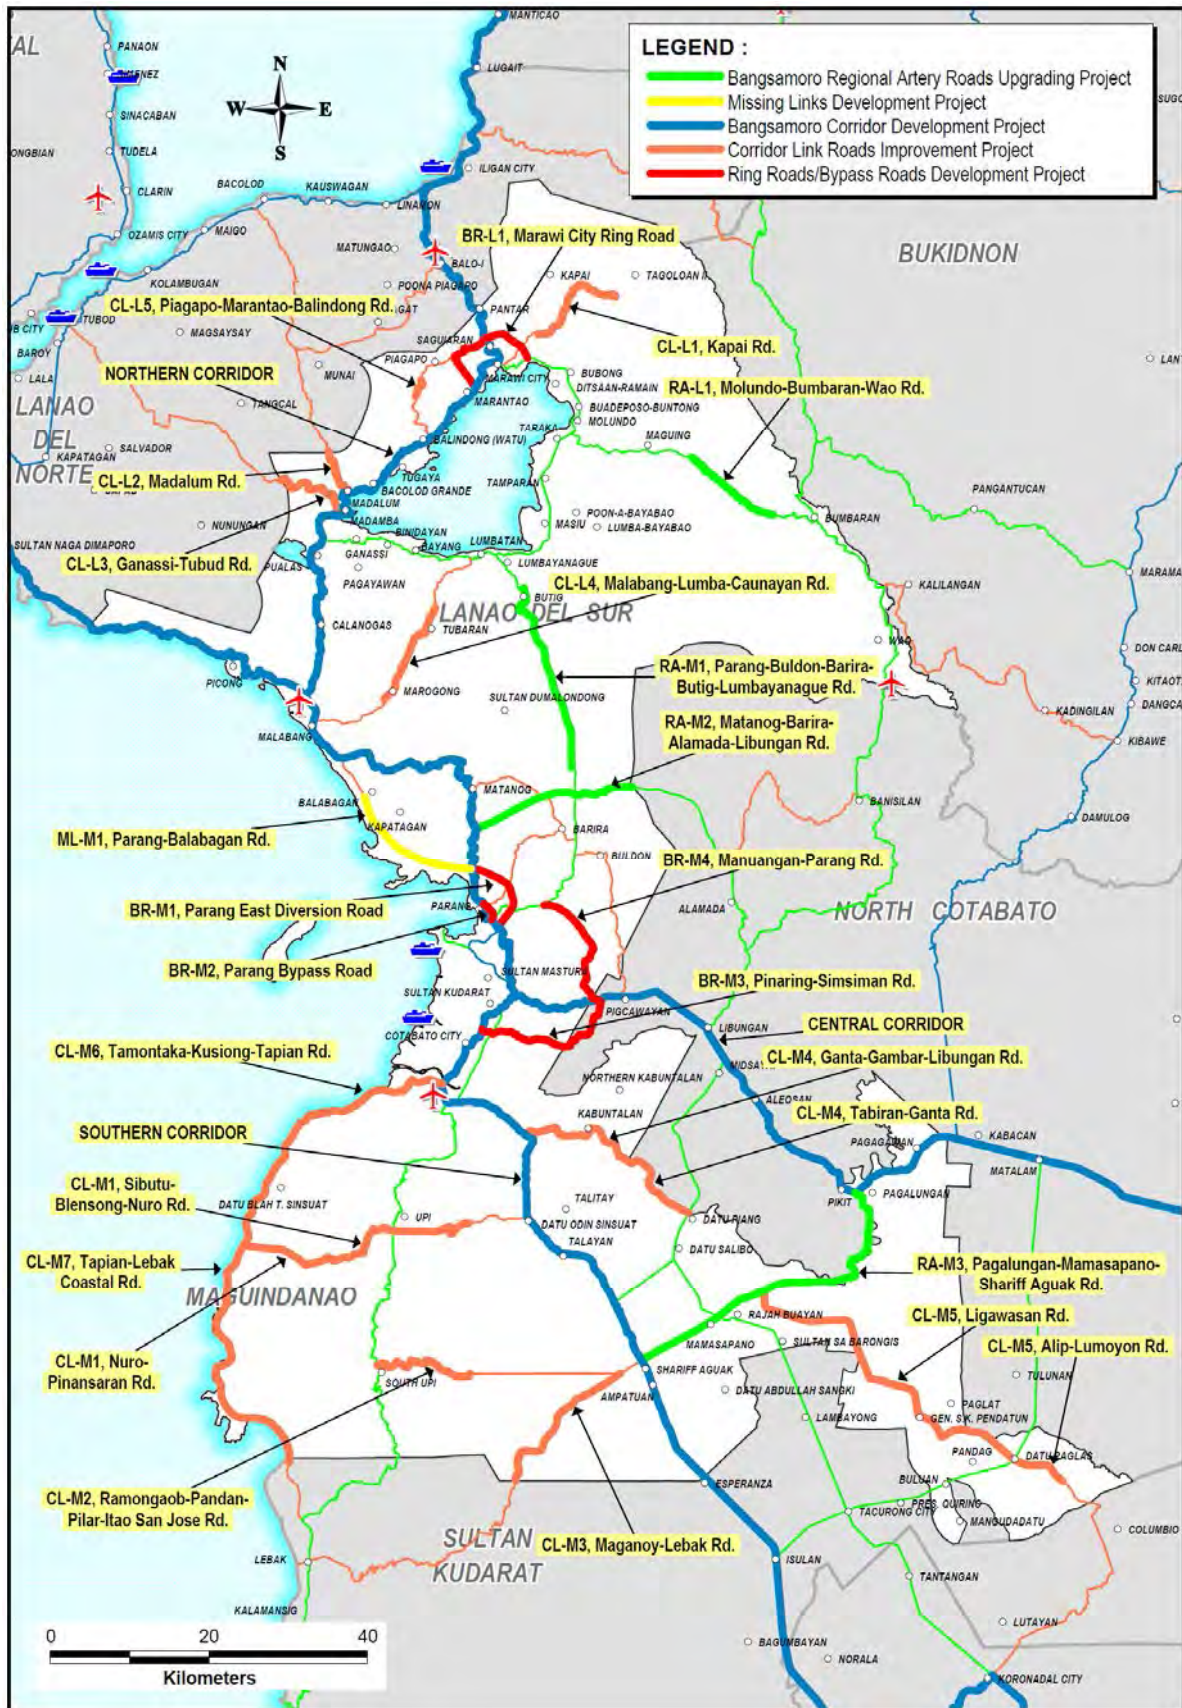 MANTICAO
LEGEND :
Bangsamoro Regional Artery Roads Upgrading Project
Missing Links Development Project
Bangsamoro Corridor Development Project
Corridor Link Roads Improvement Project
Ring Roads/Bypass Roads Development Project
PANAON
LUGAIT
N
W
E
S
SINACABAN
TUDELA
CLARIN
ILIGAN CITY
BACOLOD
KAUSWAGAN
LINAMON
OZAMIS CITY
MAIGO
MATUNGAO
BALO-I
BR-L1, Marawi City Ring Road
BUKIDNON
KOLAMBUGAN
POONA PIAGAPO
KAPAI
TAGOLOAN II
CL-L5, Piagapo-Marantao-Balindong Rd.
PANTAR
TUBOD
MAGSAYSAY
BAROY
SAGUIARAN
PIAGAPO
CL-L1, Kapai Rd.
LALA
MUNAI
NORTHERN CORRIDOR
MARAWI CITY
BUBONG
DITSAAN-RAMAIN
RA-L1, Molundo-Bumbaran-Wao Rd.
LANAO
DEL
NORTE
TANGCAL
MARANTAO
BUADEPOSO-BUNTONG
MOLUNDO
TARAKA
MAGUING
SALVADOR
KAPATAGAN
BALINDONG (WATU)
TUGAYA
BACOLOD GRANDE
TAMPARAN
PANGANTUCAN
CL-L2, Madalum Rd.
MADALUM
MADAMBA
POON-A-BAYABAO
LUMBA-BAYABAO
MASIU
BUMBARAN
NUNUNGAN
SULTAN NAGA DIMAPORO
BINIDAYAN
GANASSI
BAYANG
LUMBATAN
CL-L3, Ganassi-Tubud Rd.
PUALAS
PAGAYAWAN
LUMBAYANAGUE
CL-L4, Malabang-Lumba-Caunayan Rd.
KALILANGAN
BUTIG
LANAO DEL SUR
CALANOGAS
TUBARAN
WAO
PICONG
MAROGONG
SULTAN DUMALONDONG
RA-M1, Parang-Buldon-Barira-
Butig-Lumbayanague Rd.
KADINGILAN
KIBAWE
MALABANG
RA-M2, Matanog-Barira-
Alamada-Libungan Rd.
MATANOG
BALABAGAN
KAPATAGAN
BANISILAN
DAMULOG
ML-M1, Parang-Balabagan Rd.
BARIRA
BULDON
BR-M4, Manuangan-Parang Rd.
BR-M1, Parang East Diversion Road
PARANG
ALAMADA
NORTH COTABATO
BR-M2, Parang Bypass Road
SULTAN MASTURA
BR-M3, Pinaring-Simsiman Rd.
SULTAN KUDARAT
PIGCAWAYAN
COTABATO CITY
LIBUNGAN
CENTRAL CORRIDOR
CL-M6, Tamontaka-Kusiong-Tapian Rd.
CL-M4, Ganta-Gambar-Libungan Rd.
NORTHERN KABUNTALAN
ALEOSAN
CL-M4, Tabiran-Ganta Rd.
SOUTHERN CORRIDOR
KABUNTALAN
KABACAN
MATALAM
CL-M1, Sibutu-
Blensong-Nuro Rd.
DATU BLAH T. SINSUAT
UPI
TALITAY
PIKIT
PAGALUNGAN
DATU PIANG
DATU ODIN SINSUAT
TALAYAN
DATU SALIBO
CL-M7, Tapian-Lebak
Coastal Rd.
RA-M3, Pagalungan-Mamasapano-
Shariff Aguak Rd.
MAGUINDANAO
RAJAH BUAYAN
CL-M5, Ligawasan Rd.
MAMASAPANO
SULTAN SA BARONGIS
CL-M5, Alip-Lumoyon Rd.
CL-M1, Nuro-
Pinansaran Rd.
SHARIFF AGUAK
SOUTH UPI
AMPATUAN
DATU ABDULLAH SANGKI
TULUNAN
PAGLAT
LAMBAYONG
GEN. S.K. PENDATUN
PANDAG
DATU PAGLAS
CL-M2, Ramongaob-Pandan-
Pilar-Itao San Jose Rd.
ESPERANZA
BULUAN
PRES. QUIRINO
TACURONG CITY
MANGUDADATU
COLUMBIO
SULTAN
KUDARAT
CL-M3, Maganoy-Lebak Rd.
LEBAK
ISULAN
TANTANGAN
KALAMANSIG
LUTAYAN
0 20 40
Kilometers
BAGUMBAYAN
NORALA
KORONADAL CITY